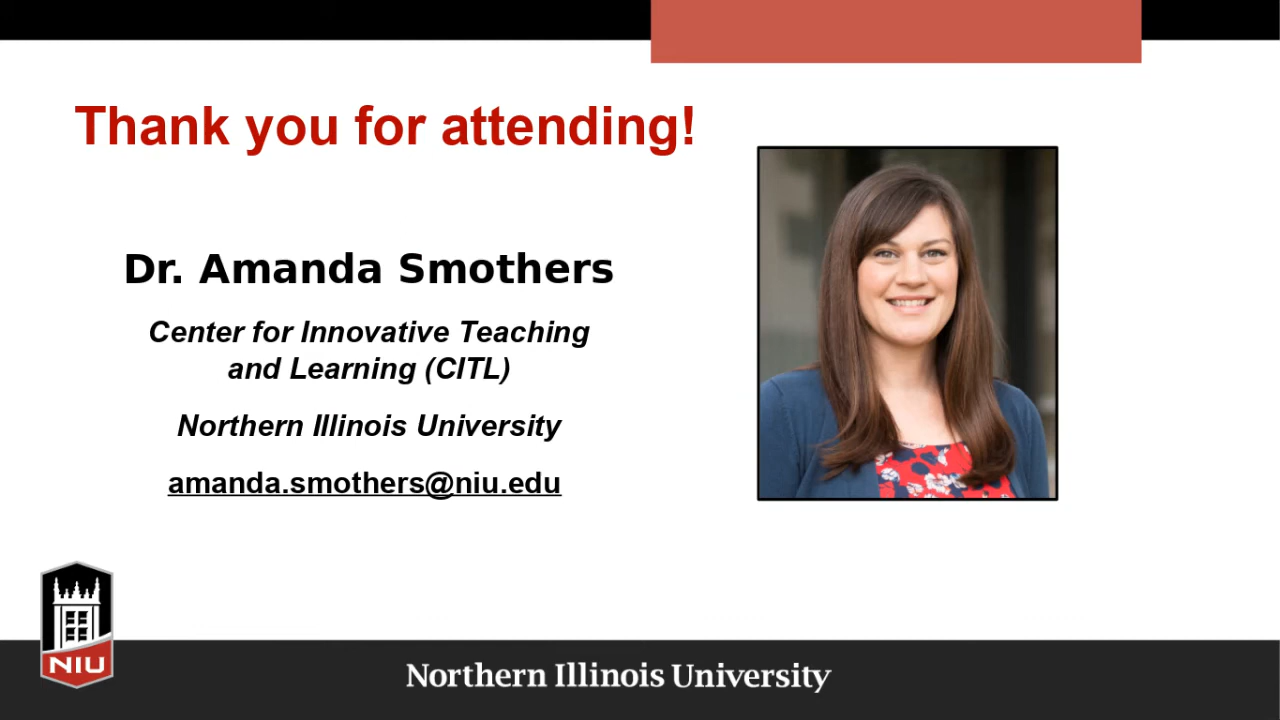 Thank you for attending!
Dr. Amanda Smothers
Center for Innovative Teaching
and Learning (CITL)
Northern Illinois University
amanda.smothers@niu.edu
NIU
Northern Illinois University